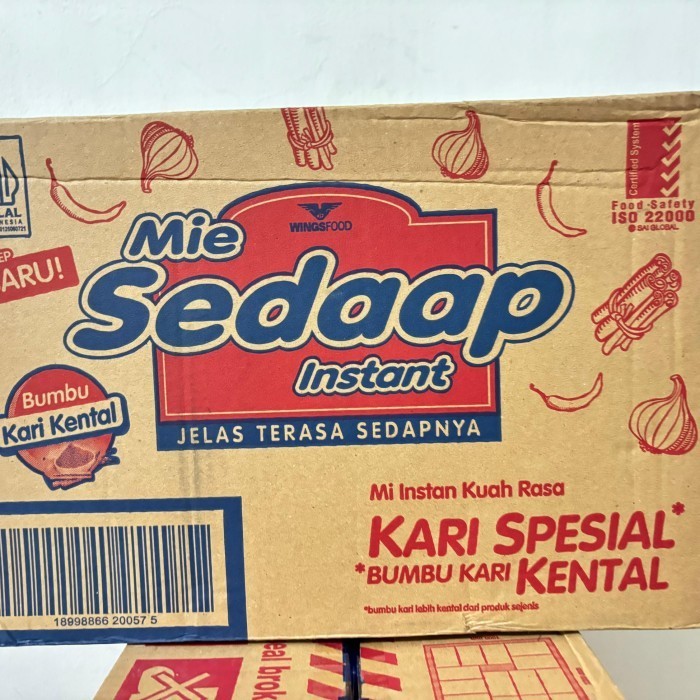 WINGSFOOD
Mie
Sedaap
Instant
JELAS TERASA SEDAPNYA
ARU!
Bumbu
Kari Kental
Certified System
Food Safety
ISO 22000
SAI GLOBAL
Mi Instan Kuah Rasa
KARI SPESIAL*
*BUMBU KARI KENTAL
*bumbu kari lebih kental dari produk sejenis
18998866 20057 5